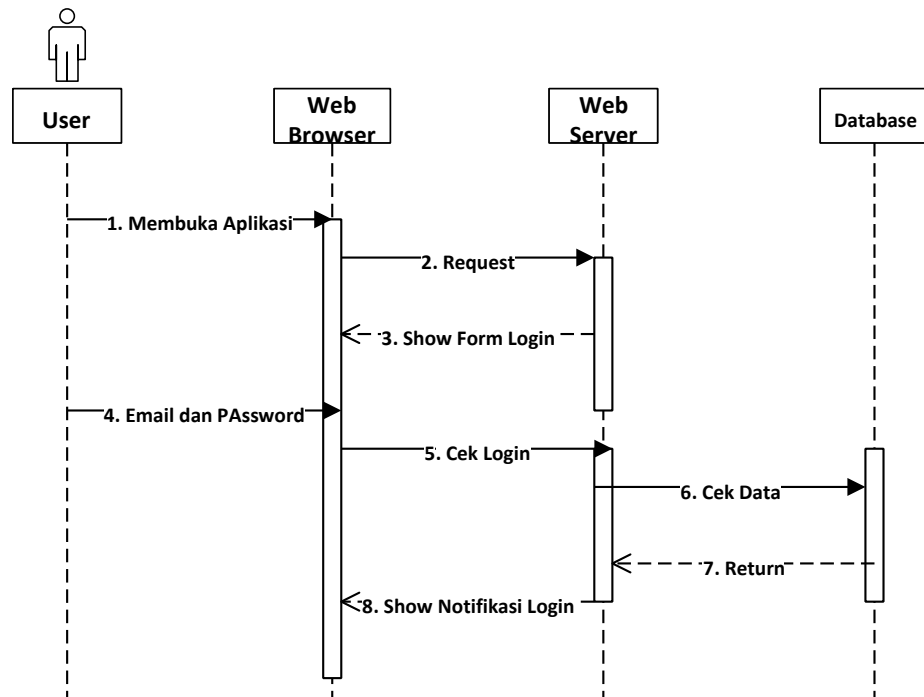 User
Web
Browser
Web
Server
Database
1. Membuka Aplikasi
2. Request
3. Show Form Login
4. Email dan PAssword
5. Cek Login
6. Cek Data
7. Return
8. Show Notifikasi Login